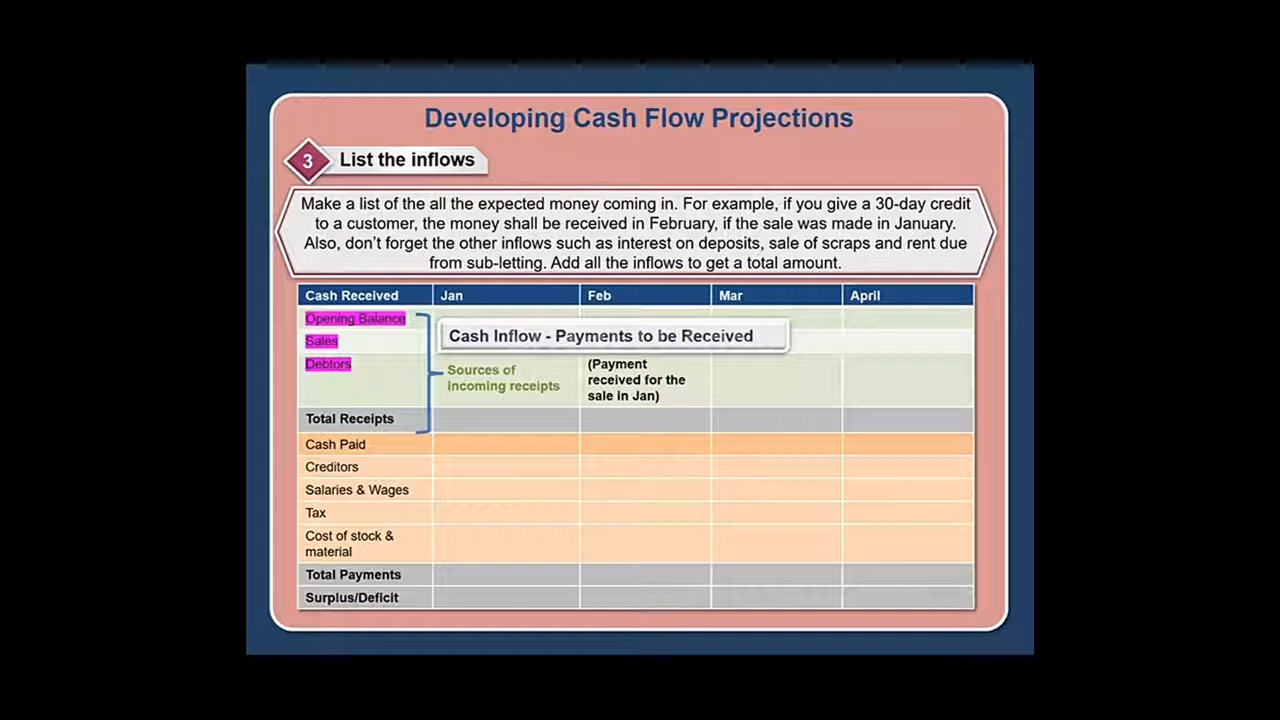 Developing Cash Flow Projections
3
List the inflows
Make a list of the all the expected money coming in. For example, if you give a 30-day credit
to a customer, the money shall be received in February, if the sale was made in January.
Also, don't forget the other inflows such as interest on deposits, sale of scraps and rent due
from sub-letting. Add all the inflows to get a total amount.
Cash Received Jan Feb Mar April
Opening Balance
Cash Inflow - Payments to be Received
Sales
Debtors
Sources of
incoming receipts
(Payment
received for the
sale in Jan)
Total Receipts
Cash Paid
Creditors
Salaries & Wages
Tax
Cost of stock &
material
Total Payments
Surplus/Deficit